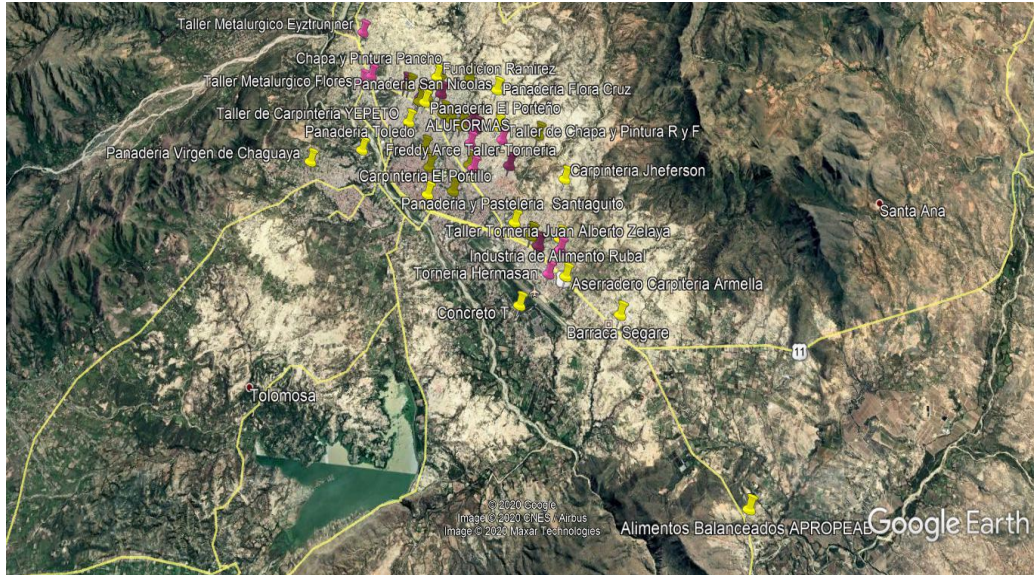 Taller Metalurgico Eyztruniner
Chapa y Pintura Pancho
Fundicion Ramirez
Taller Metalurgico Flores
Panaderia San Nicolas
Panaderia Flora Cruz
Panaderia El Porteño
Taller de Carpinteria YEPETO
ALUFORMAS
Panaderia Toledo
Taller de Chapa y Pintura R y F
Panaderia Virgen de Chaguaya
Freddy Arce Taller-Torneria
Carpinteria El Portillo
Carpinteria Jheferson
Panaderia y Pasteleria Santiaguito
Santa Ana
Taller Torneria Juan Alberto Zelaya
Industria de Alimento Rubal
Torneria Hermasan
Aserradero Carpiteria Armella
Concreto T
Barraca Segare
11
Tolomosa
© 2020 Google
Image © 2020 CNES / Airbus
Image © 2020 Maxar Technologies
Alimentos Balanceados APROPEAB
Google Earth